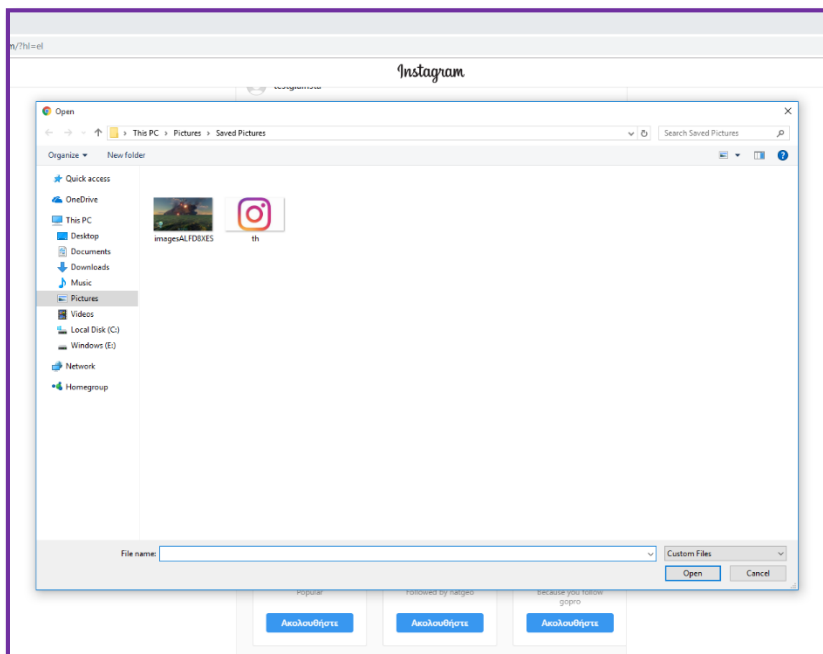 m/?hl=el
Instagram
Open
This PC > Pictures > Saved Pictures
Search Saved Pictures
Organize
New folder
Quick access
OneDrive
This PC
Desktop
Documents
Downloads
Music
Pictures
Videos
Local Disk (C:)
Windows (E:)
Network
Homegroup
imagesALFD8XES
th
File name:
Custom Files
Open
Cancel
Popular
Followed by natgeo
Because you follow
gopro
Ακολουθήστε
Ακολουθήστε
Ακολουθήστε